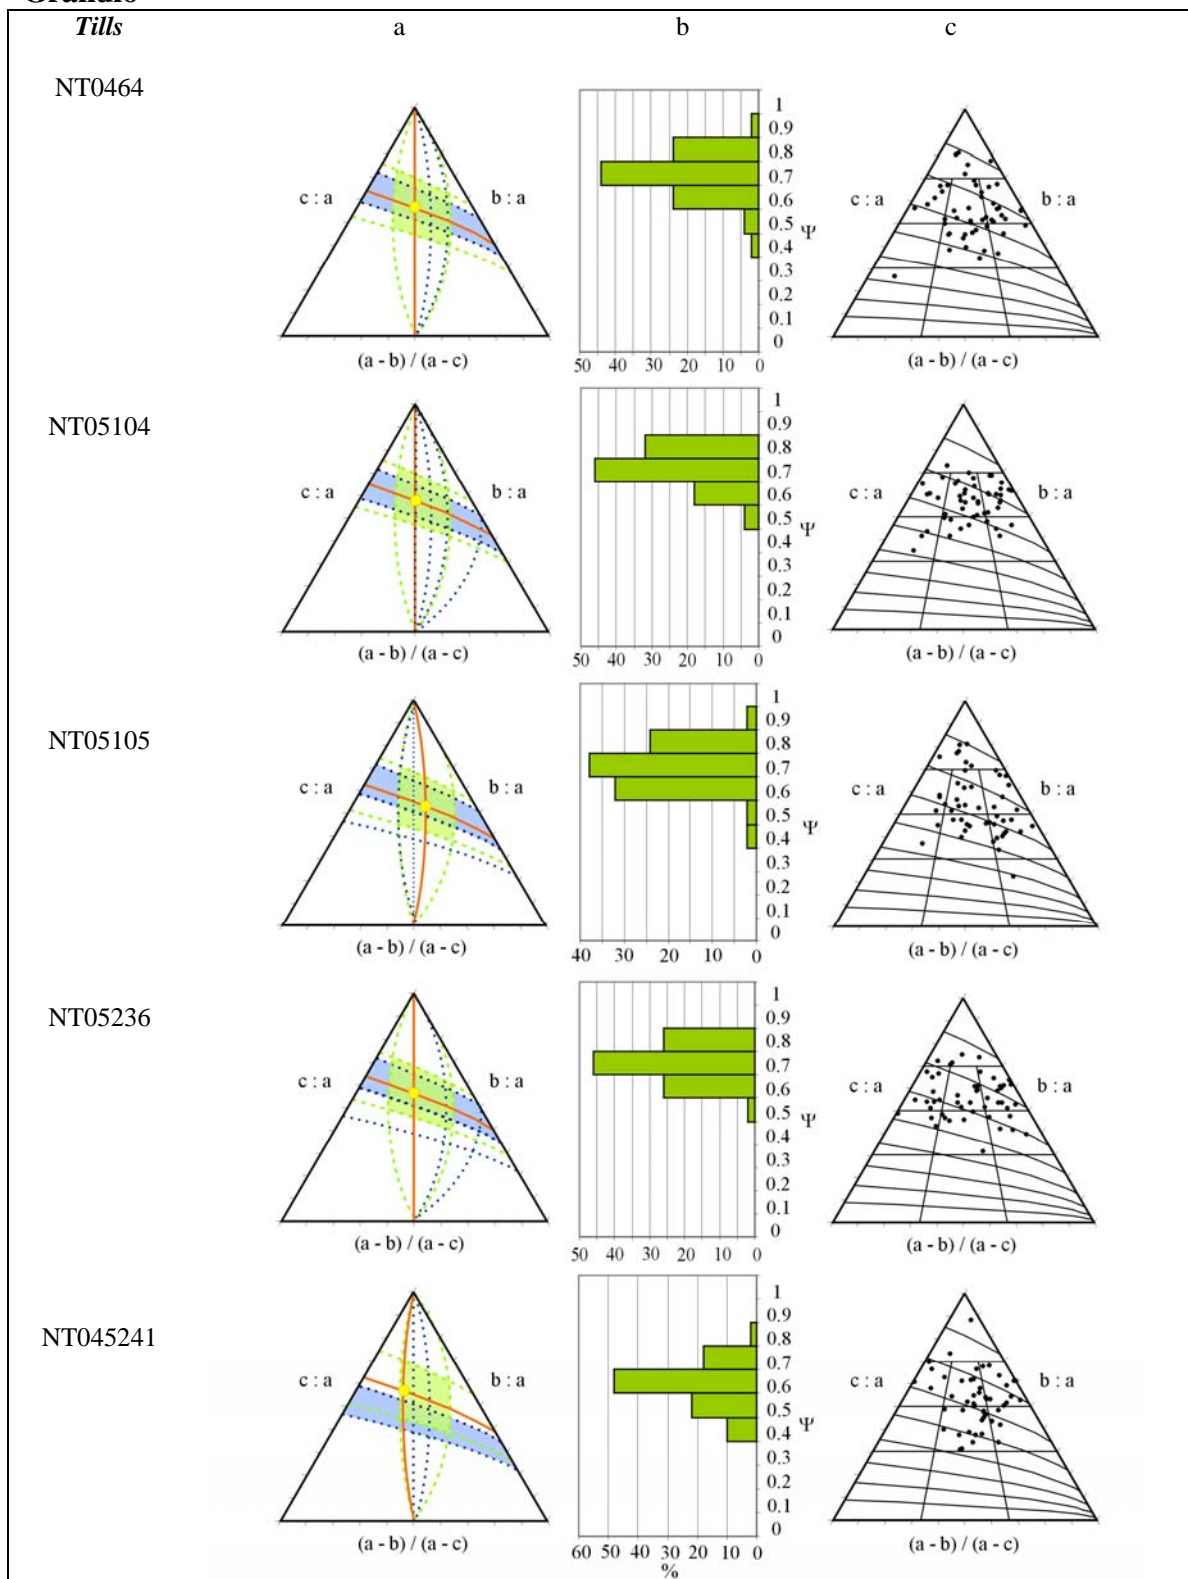 Tills a b c
NT0464
c : a b : a
(a - b) / (a - c)
1
0.9
0.8
0.7
0.6
0.5
0.4
0.3
0.2
0.1
0
Ψ
50 40 30 20 10 0
c : a b : a
(a - b) / (a - c)
NT05104
c : a b : a
(a - b) / (a - c)
1
0.9
0.8
0.7
0.6
0.5
0.4
0.3
0.2
0.1
0
Ψ
50 40 30 20 10 0
c : a b : a
(a - b) / (a - c)
NT05105
c : a b : a
(a - b) / (a - c)
1
0.9
0.8
0.7
0.6
0.5
0.4
0.3
0.2
0.1
0
Ψ
40 30 20 10 0
c : a b : a
(a - b) / (a - c)
NT05236
c : a b : a
(a - b) / (a - c)
1
0.9
0.8
0.7
0.6
0.5
0.4
0.3
0.2
0.1
0
Ψ
50 40 30 20 10 0
c : a b : a
(a - b) / (a - c)
NT045241
c : a b : a
(a - b) / (a - c)
1
0.9
0.8
0.7
0.6
0.5
0.4
0.3
0.2
0.1
0
Ψ
60 50 40 30 20 10 0
%
c : a b : a
(a - b) / (a - c)